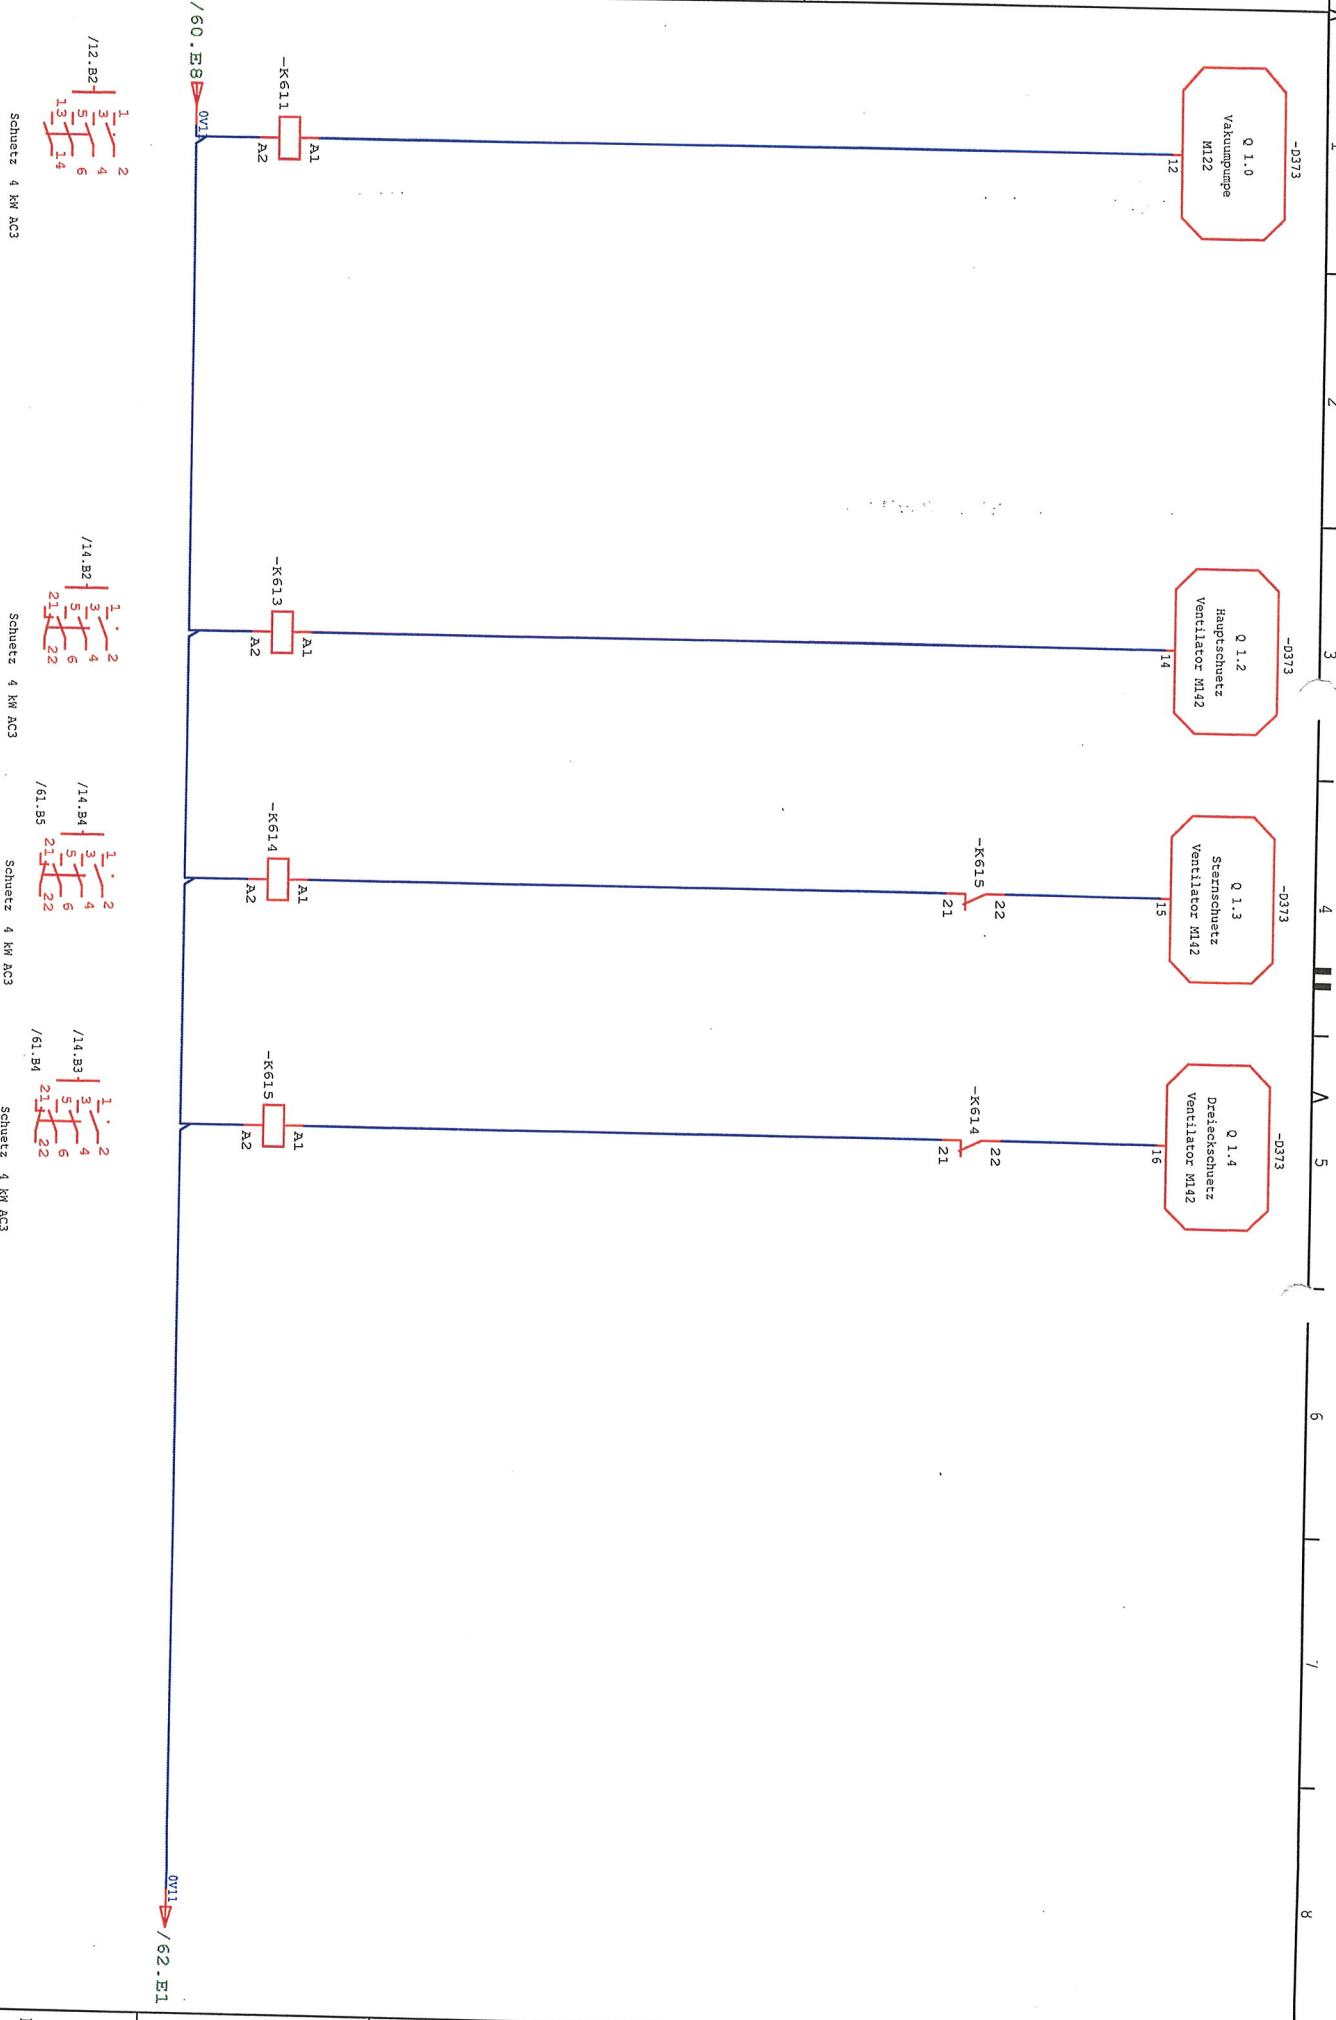 1
2
3
4
5
6
7
8
-D373
Q 1.0
Vakuumpumpe
M122
12
-D373
Q 1.2
Hauptschuetz
Ventilator M142
14
-D373
Q 1.3
Sternschuetz
Ventilator M142
15
-D373
Q 1.4
Dreieckschuetz
Ventilator M142
16
22
-K615
21
22
-K614
21
A1
-K611
A2
A1
-K613
A2
A1
-K614
A2
A1
-K615
A2
/60.E8
0V11
0V11
/62.E1
1 2
3 4
/12.B2
5 6
13 14
Schuetz 4 kW AC3
1 2
3 4
/14.B2
5 6
21 22
Schuetz 4 kW AC3
1 2
3 4
/14.B4
5 6
21 22
/61.B5
Schuetz 4 kW AC3
1 2
3 4
/14.B3
5 6
21 22
/61.B4
Schuetz 4 kW AC3